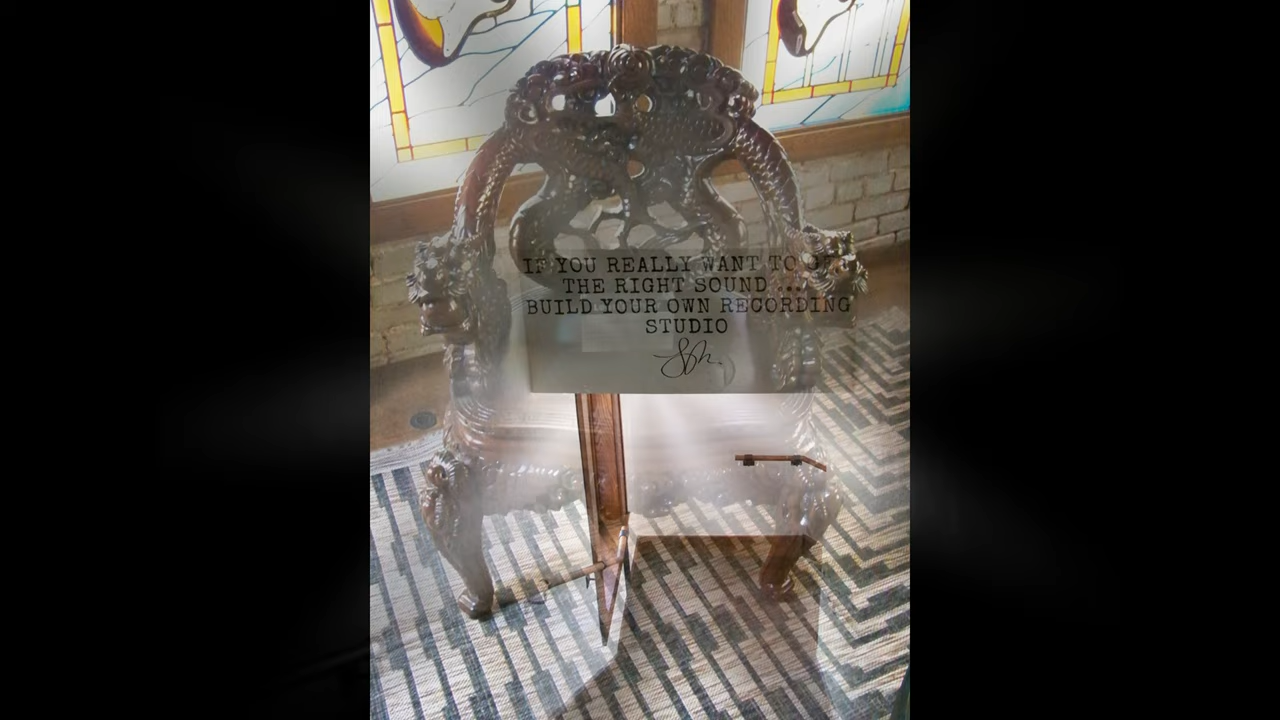 IF YOU REALLY WANT TO
THE RIGHT SOUND ...
BUILD YOUR OWN RECORDING
STUDIO